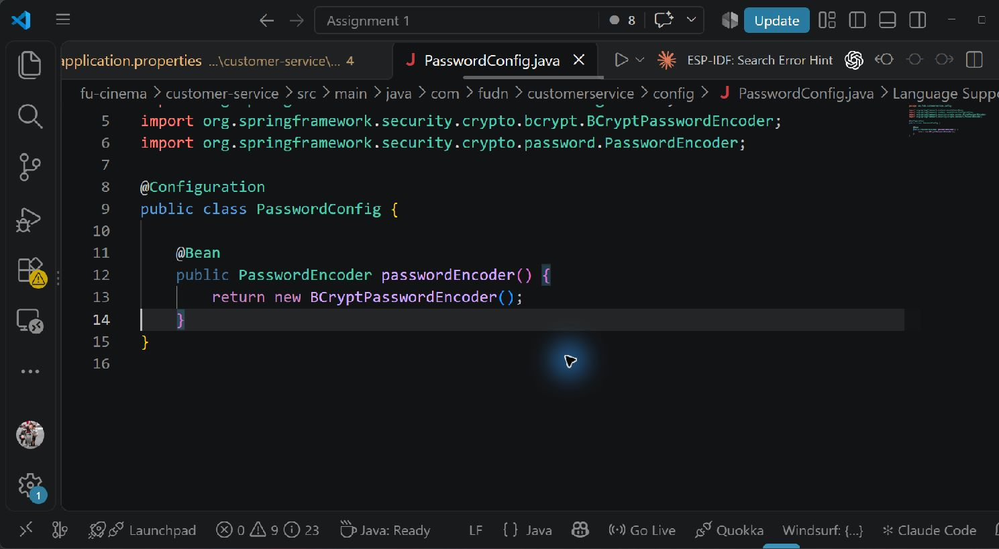 Assignment 1
8
Update
application.properties ...\customer-service\... 4
PasswordConfig.java
ESP-IDF: Search Error Hint
fu-cinema > customer-service > src > main > java > com > fudn > customerservice > config > PasswordConfig.java > Language Suppo
5 import org.springframework.security.crypto.bcrypt.BCryptPasswordEncoder;
6 import org.springframework.security.crypto.password.PasswordEncoder;
7
8 @Configuration
9 public class PasswordConfig {
10
11 @Bean
12 public PasswordEncoder passwordEncoder() {
13 return new BCryptPasswordEncoder();
14 }
15 }
16
1
Launchpad
0 9 23
Java: Ready
LF
{ } Java
Go Live
Quokka
Windsurf: {...}
Claude Code